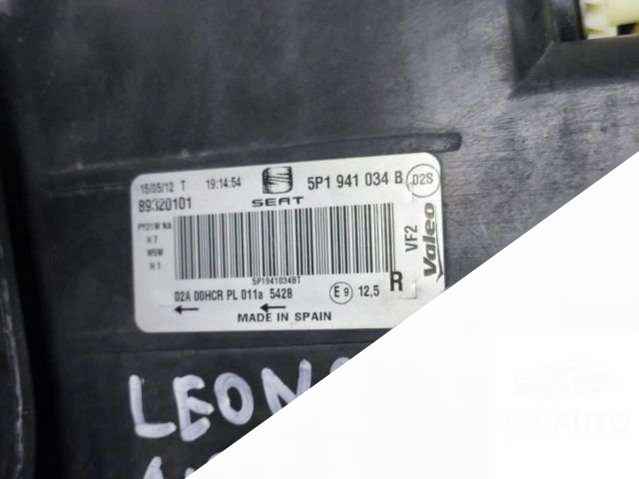 15/05/12 T 19:14:54
SEAT
5P1 941 034 B 02S
89320101
PY21W NA
H7
W5W
H1
5P1941034BT
VF2
Valeo
R
02A 00HCR PL 011a 5428 E9 12,5
MADE IN SPAIN
LEON
TEDAUTO